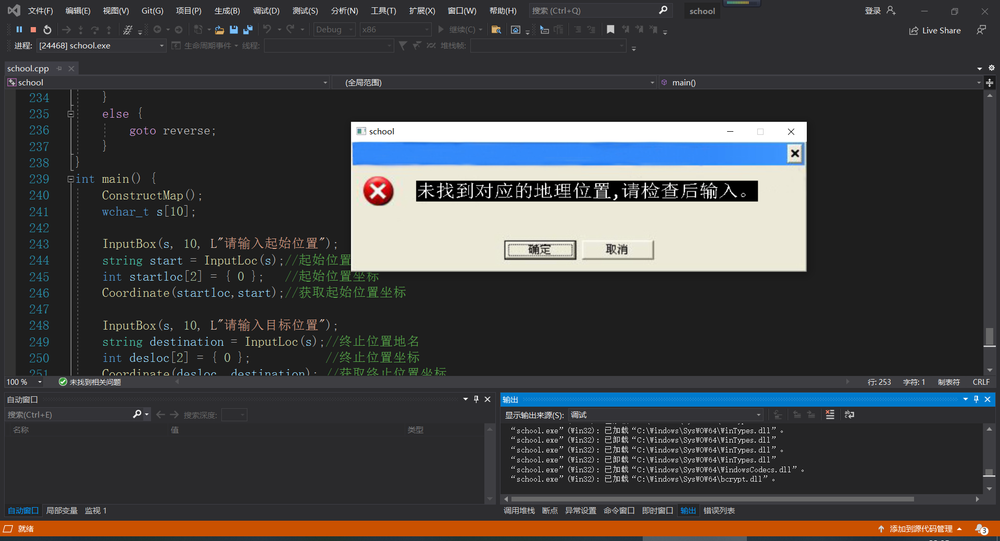 文件(F) 编辑(E) 视图(V) Git(G) 项目(P) 生成(B) 调试(D) 测试(S) 分析(N) 工具(T) 扩展(X) 窗口(W) 帮助(H) 搜索 (Ctrl+Q) school 登录
Debug x86 继续(C) Live Share
进程: [24468] school.exe 生命周期事件 线程: 堆栈帧:
school.cpp
school (全局范围) main()
234 }
235 else {
236 goto reverse;
237 }
238 }
239 int main() {
240 ConstructMap();
241 wchar_t s[10];
242
243 InputBox(s, 10, L"请输入起始位置");
244 string start = InputLoc(s);//起始位置
245 int startloc[2] = { 0 }; //起始位置坐标
246 Coordinate(startloc,start);//获取起始位置坐标
247
248 InputBox(s, 10, L"请输入目标位置");
249 string destination = InputLoc(s);//终止位置地名
250 int desloc[2] = { 0 }; //终止位置坐标
251 Coordinate(desloc, destination); //获取终止位置坐标
school
未找到对应的地理位置,请检查后输入。
确定 取消
100 % 未找到相关问题 行: 253 字符: 1 制表符 CRLF
自动窗口
搜索(Ctrl+E) 搜索深度:
名称 值 类型
自动窗口 局部变量 监视 1
输出
显示输出来源(S): 调试
“school.exe”(Win32): 已加载“C:\Windows\SysWOW64\WinTypes.dll”。
“school.exe”(Win32): 已卸载“C:\Windows\SysWOW64\WinTypes.dll”
“school.exe”(Win32): 已加载“C:\Windows\SysWOW64\WinTypes.dll”。
“school.exe”(Win32): 已卸载“C:\Windows\SysWOW64\WinTypes.dll”
“school.exe”(Win32): 已加载“C:\Windows\SysWOW64\WindowsCodecs.dll”。
“school.exe”(Win32): 已加载“C:\Windows\SysWOW64\bcrypt.dll”。
调用堆栈 断点 异常设置 命令窗口 即时窗口 输出 错误列表
就绪 添加到源代码管理 3